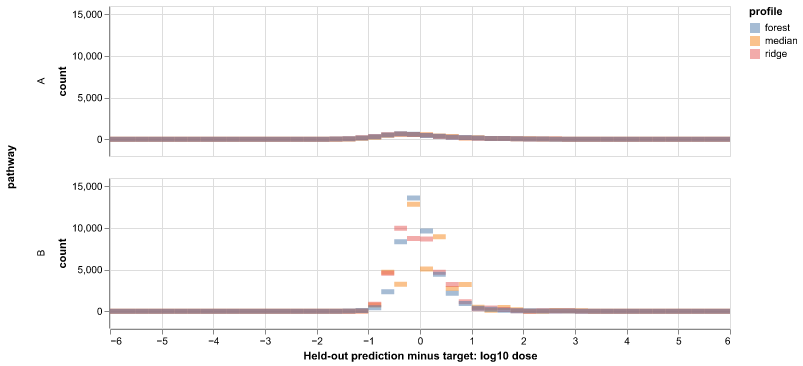 profile
forest
median
ridge
15,000
10,000
5,000
0
count
A
pathway
15,000
10,000
5,000
0
count
B
−6 −5 −4 −3 −2 −1 0 1 2 3 4 5 6
Held-out prediction minus target: log10 dose